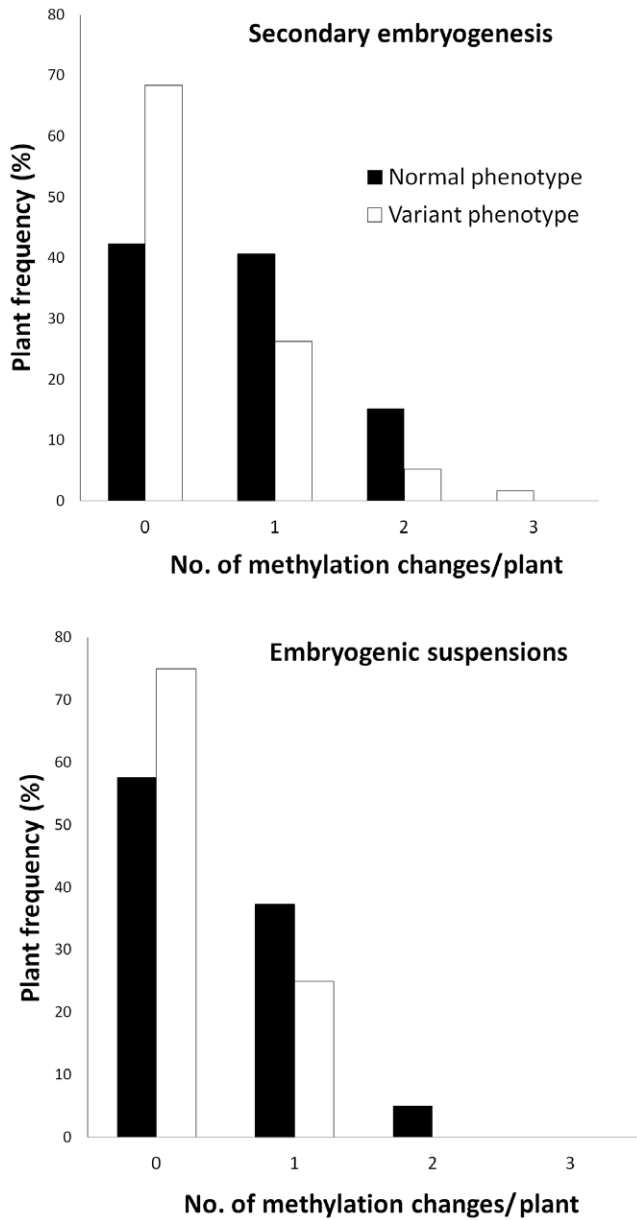 Secondary embryogenesis
Normal phenotype
Variant phenotype
Plant frequency (%)
80
70
60
50
40
30
20
10
0
0 1 2 3
No. of methylation changes/plant
Embryogenic suspensions
Plant frequency (%)
80
70
60
50
40
30
20
10
0
0 1 2 3
No. of methylation changes/plant